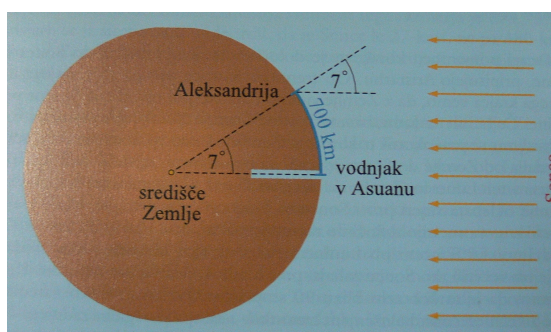 Aleksandrija
7°
700 km
7°
vodnjak
v Asuanu
središče
Zemlje